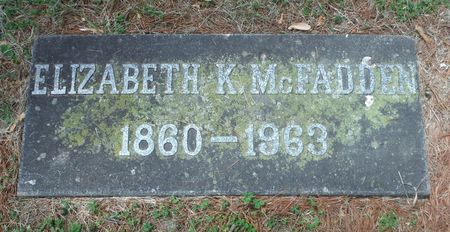 ELIZABETH K. McFADDEN
1860-1963